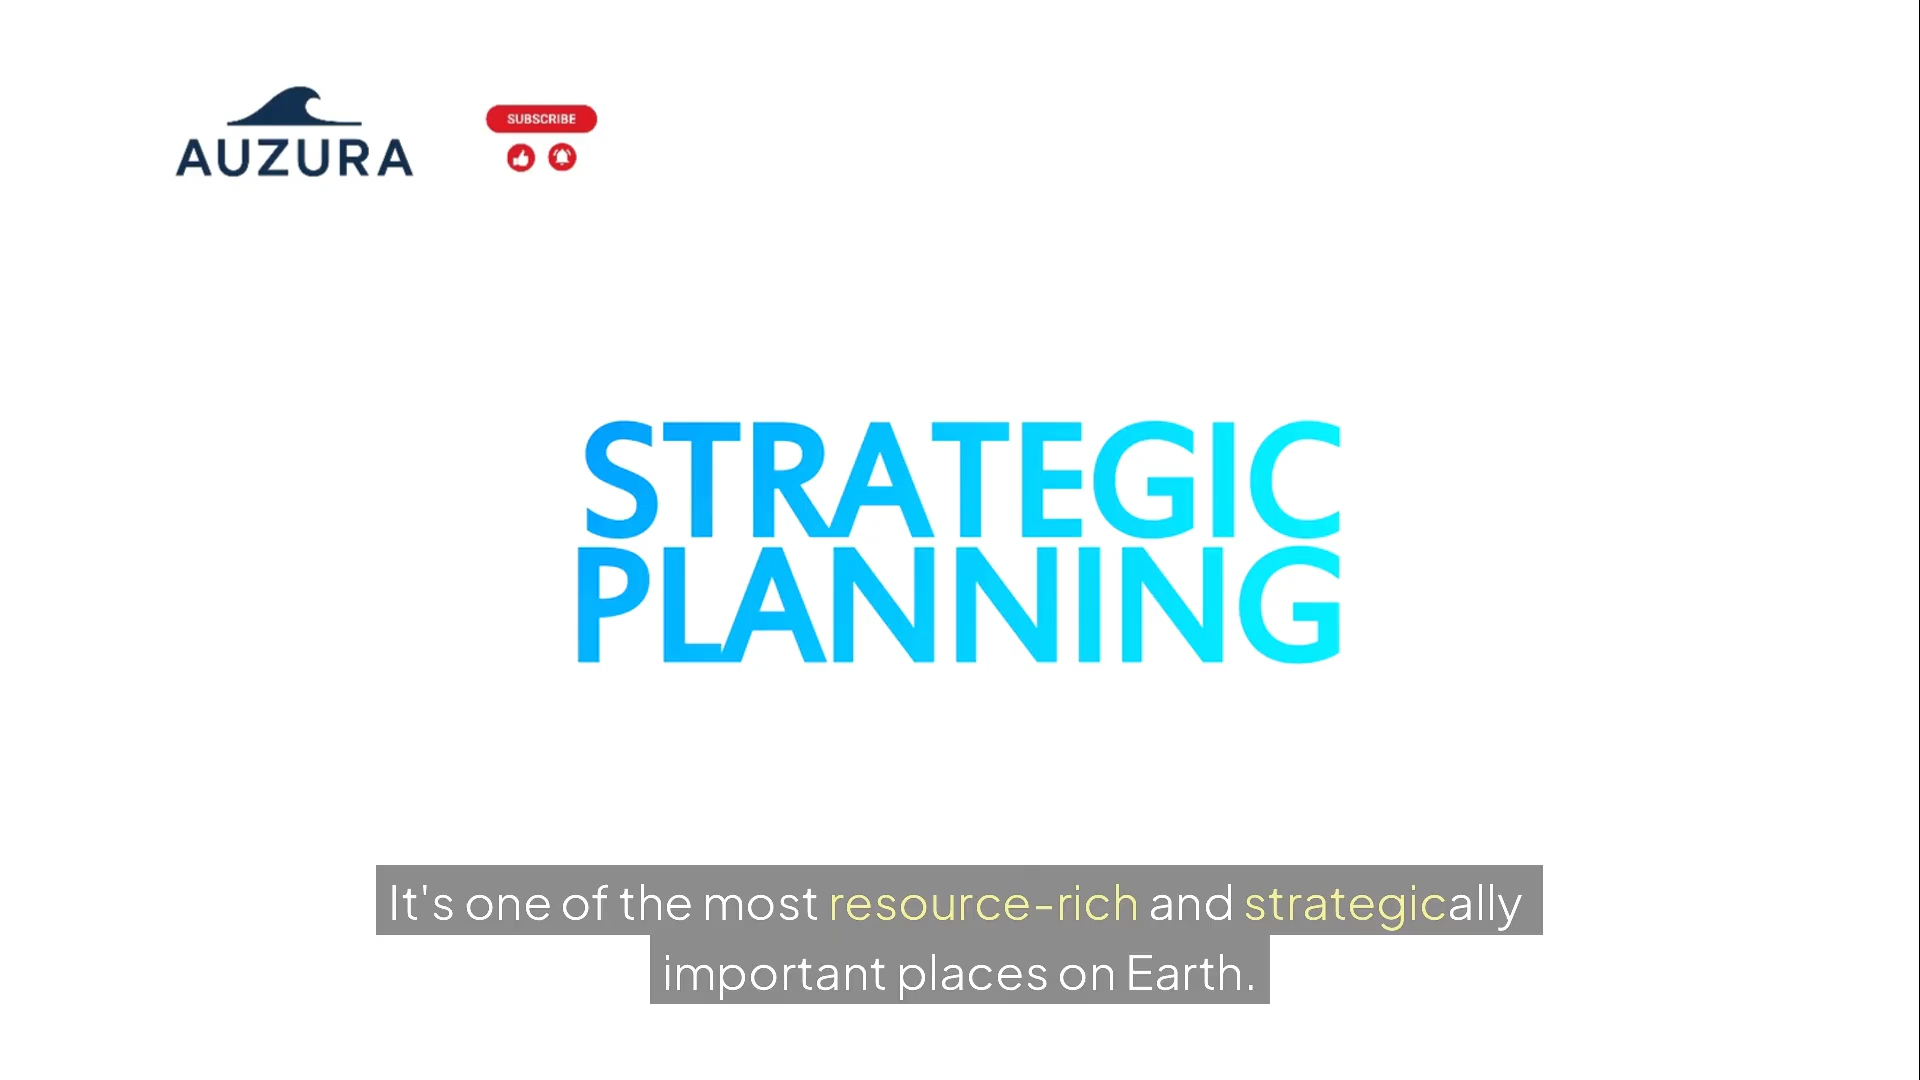 AUZURA
SUBSCRIBE
STRATEGIC
PLANNING
It's one of the most resource-rich and strategically
important places on Earth.